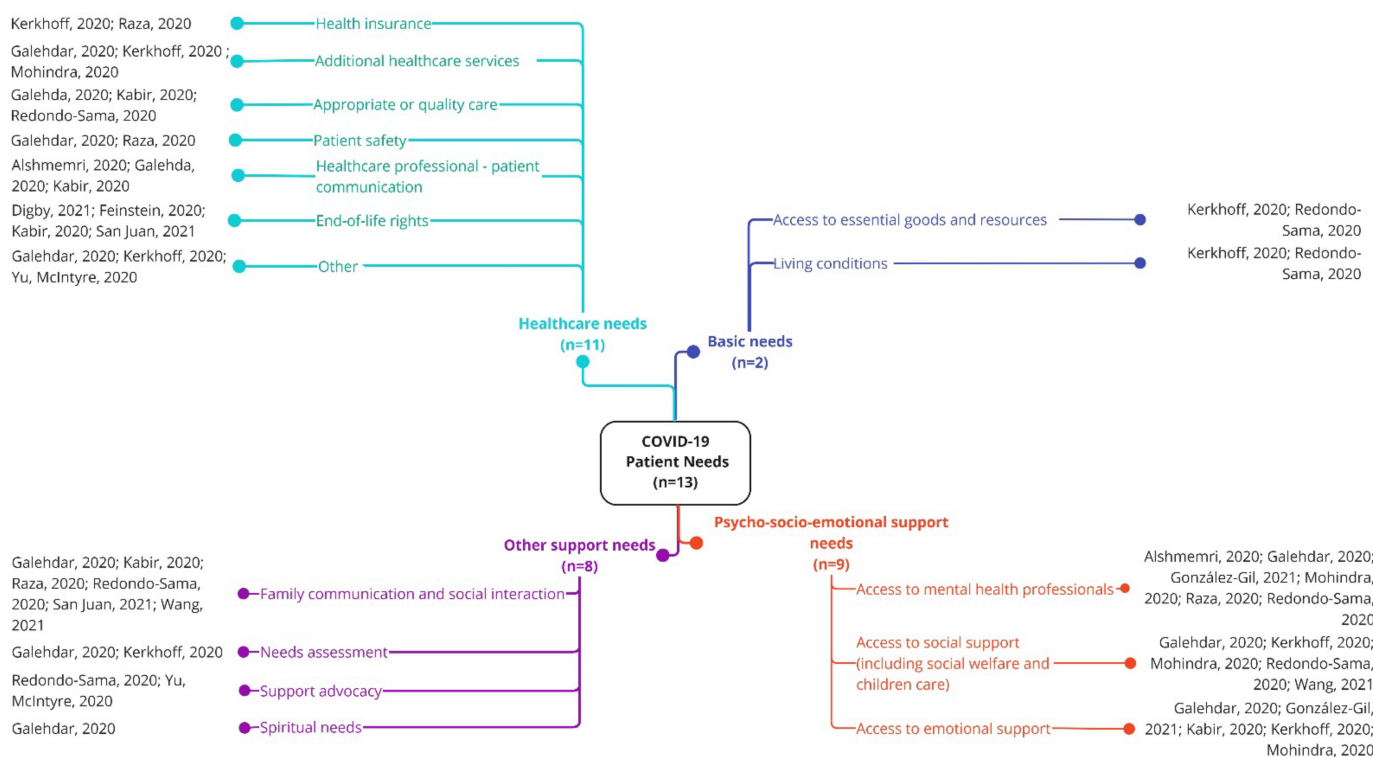 Kerkhoff, 2020; Raza, 2020
Health insurance
Galehdar, 2020; Kerkhoff, 2020 ;
Mohindra, 2020
Additional healthcare services
Galehda, 2020; Kabir, 2020;
Redondo-Sama, 2020
Appropriate or quality care
Galehdar, 2020; Raza, 2020
Patient safety
Alshmemri, 2020; Galehda,
2020; Kabir, 2020
Healthcare professional - patient
communication
Digby, 2021; Feinstein, 2020;
Kabir, 2020; San Juan, 2021
End-of-life rights
Galehdar, 2020; Kerkhoff, 2020;
Yu, McIntyre, 2020
Other
Healthcare needs
(n=11)
Access to essential goods and resources
Kerkhoff, 2020; Redondo-
Sama, 2020
Living conditions
Kerkhoff, 2020; Redondo-
Sama, 2020
Basic needs
(n=2)
COVID-19
Patient Needs
(n=13)
Other support needs
(n=8)
Galehdar, 2020; Kabir, 2020;
Raza, 2020; Redondo-Sama,
2020; San Juan, 2021; Wang,
2021
Family communication and social interaction
Galehdar, 2020; Kerkhoff, 2020
Needs assessment
Redondo-Sama, 2020; Yu,
McIntyre, 2020
Support advocacy
Galehdar, 2020
Spiritual needs
Psycho-socio-emotional support
needs
(n=9)
Access to mental health professionals
Alshmemri, 2020; Galehdar, 2020;
González-Gil, 2021; Mohindra,
2020; Raza, 2020; Redondo-Sama,
2020
Access to social support
(including social welfare and
children care)
Galehdar, 2020; Kerkhoff, 2020;
Mohindra, 2020; Redondo-Sama,
2020; Wang, 2021
Access to emotional support
Galehdar, 2020; González-Gil,
2021; Kabir, 2020; Kerkhoff, 2020;
Mohindra, 2020